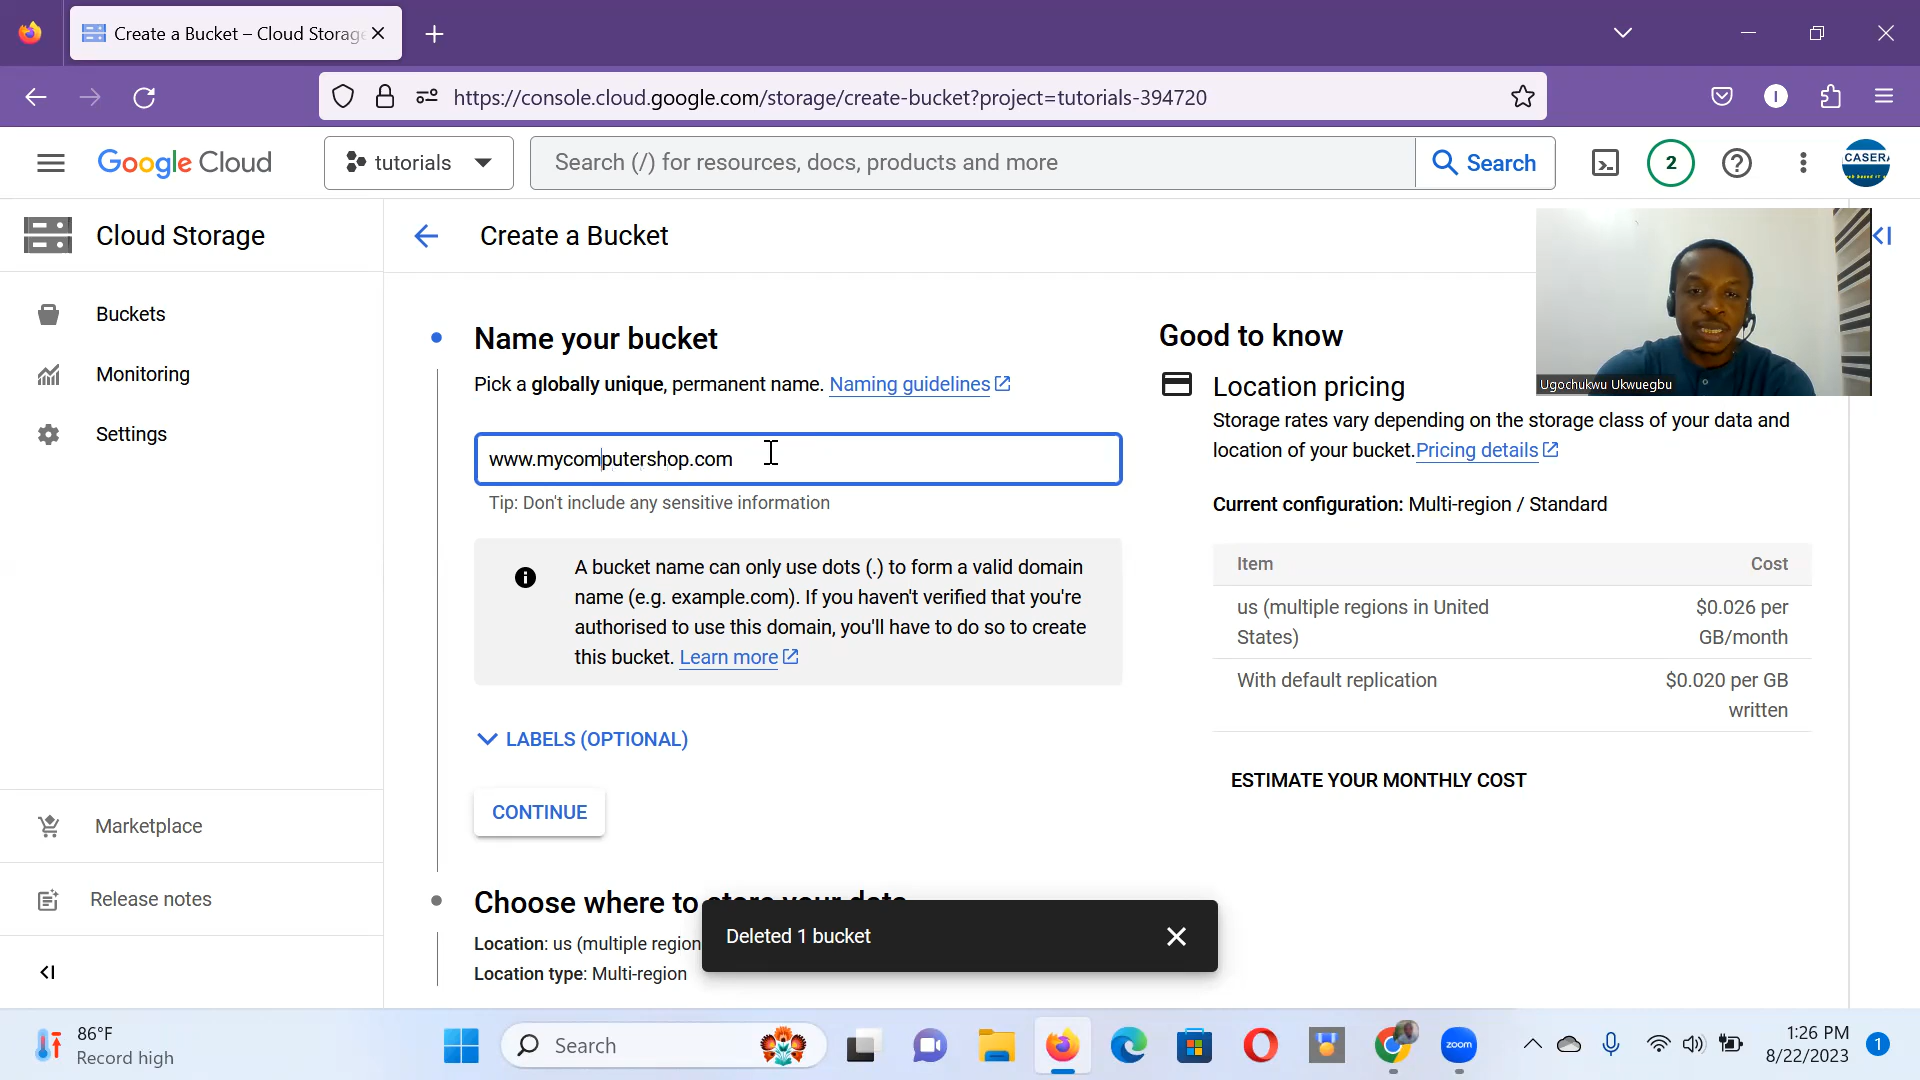 Create a Bucket – Cloud Storage
https://console.cloud.google.com/storage/create-bucket?project=tutorials-394720
Google Cloud
tutorials
Search (/) for resources, docs, products and more
Search
2
CASER
Cloud Storage
Create a Bucket
Buckets
Monitoring
Settings
Marketplace
Release notes
Name your bucket
Pick a globally unique, permanent name. Naming guidelines
www.mycomputershop.com
Tip: Don't include any sensitive information
A bucket name can only use dots (.) to form a valid domain
name (e.g. example.com). If you haven't verified that you're
authorised to use this domain, you'll have to do so to create
this bucket. Learn more
LABELS (OPTIONAL)
CONTINUE
Choose where to store your data
Location: us (multiple region
Location type: Multi-region
Deleted 1 bucket
Good to know
Location pricing
Storage rates vary depending on the storage class of your data and
location of your bucket. Pricing details
Current configuration: Multi-region / Standard
Item Cost
us (multiple regions in United $0.026 per
States) GB/month
With default replication $0.020 per GB
written
ESTIMATE YOUR MONTHLY COST
Ugochukwu Ukwuegbu
86°F
Record high
Search
zoom
1:26 PM
8/22/2023
1